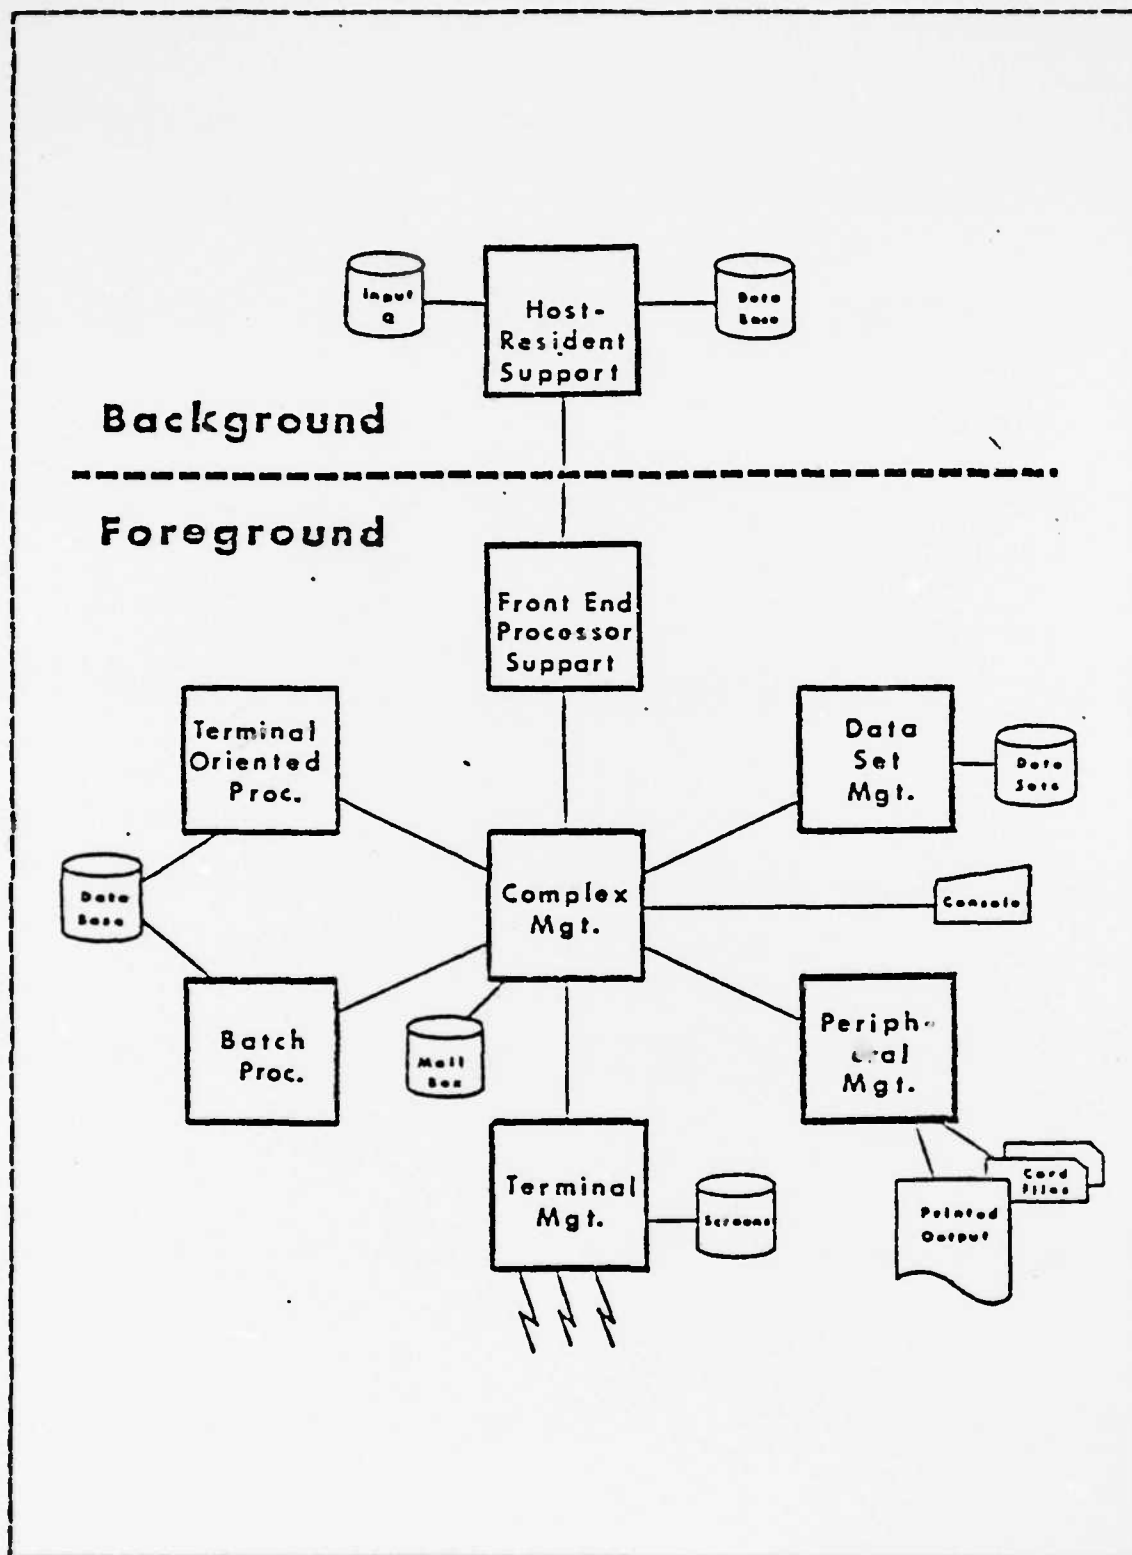 Input
Q
Host-
Resident
Support
Data
Base
Background
Foreground
Front End
Processor
Support
Terminal
Oriented
Proc.
Data
Set
Mgt.
Data
Sets
Data
Base
Complex
Mgt.
Console
Batch
Proc.
Mail
Box
Periph-
eral
Mgt.
Terminal
Mgt.
Screens
Card
Files
Printed
Output